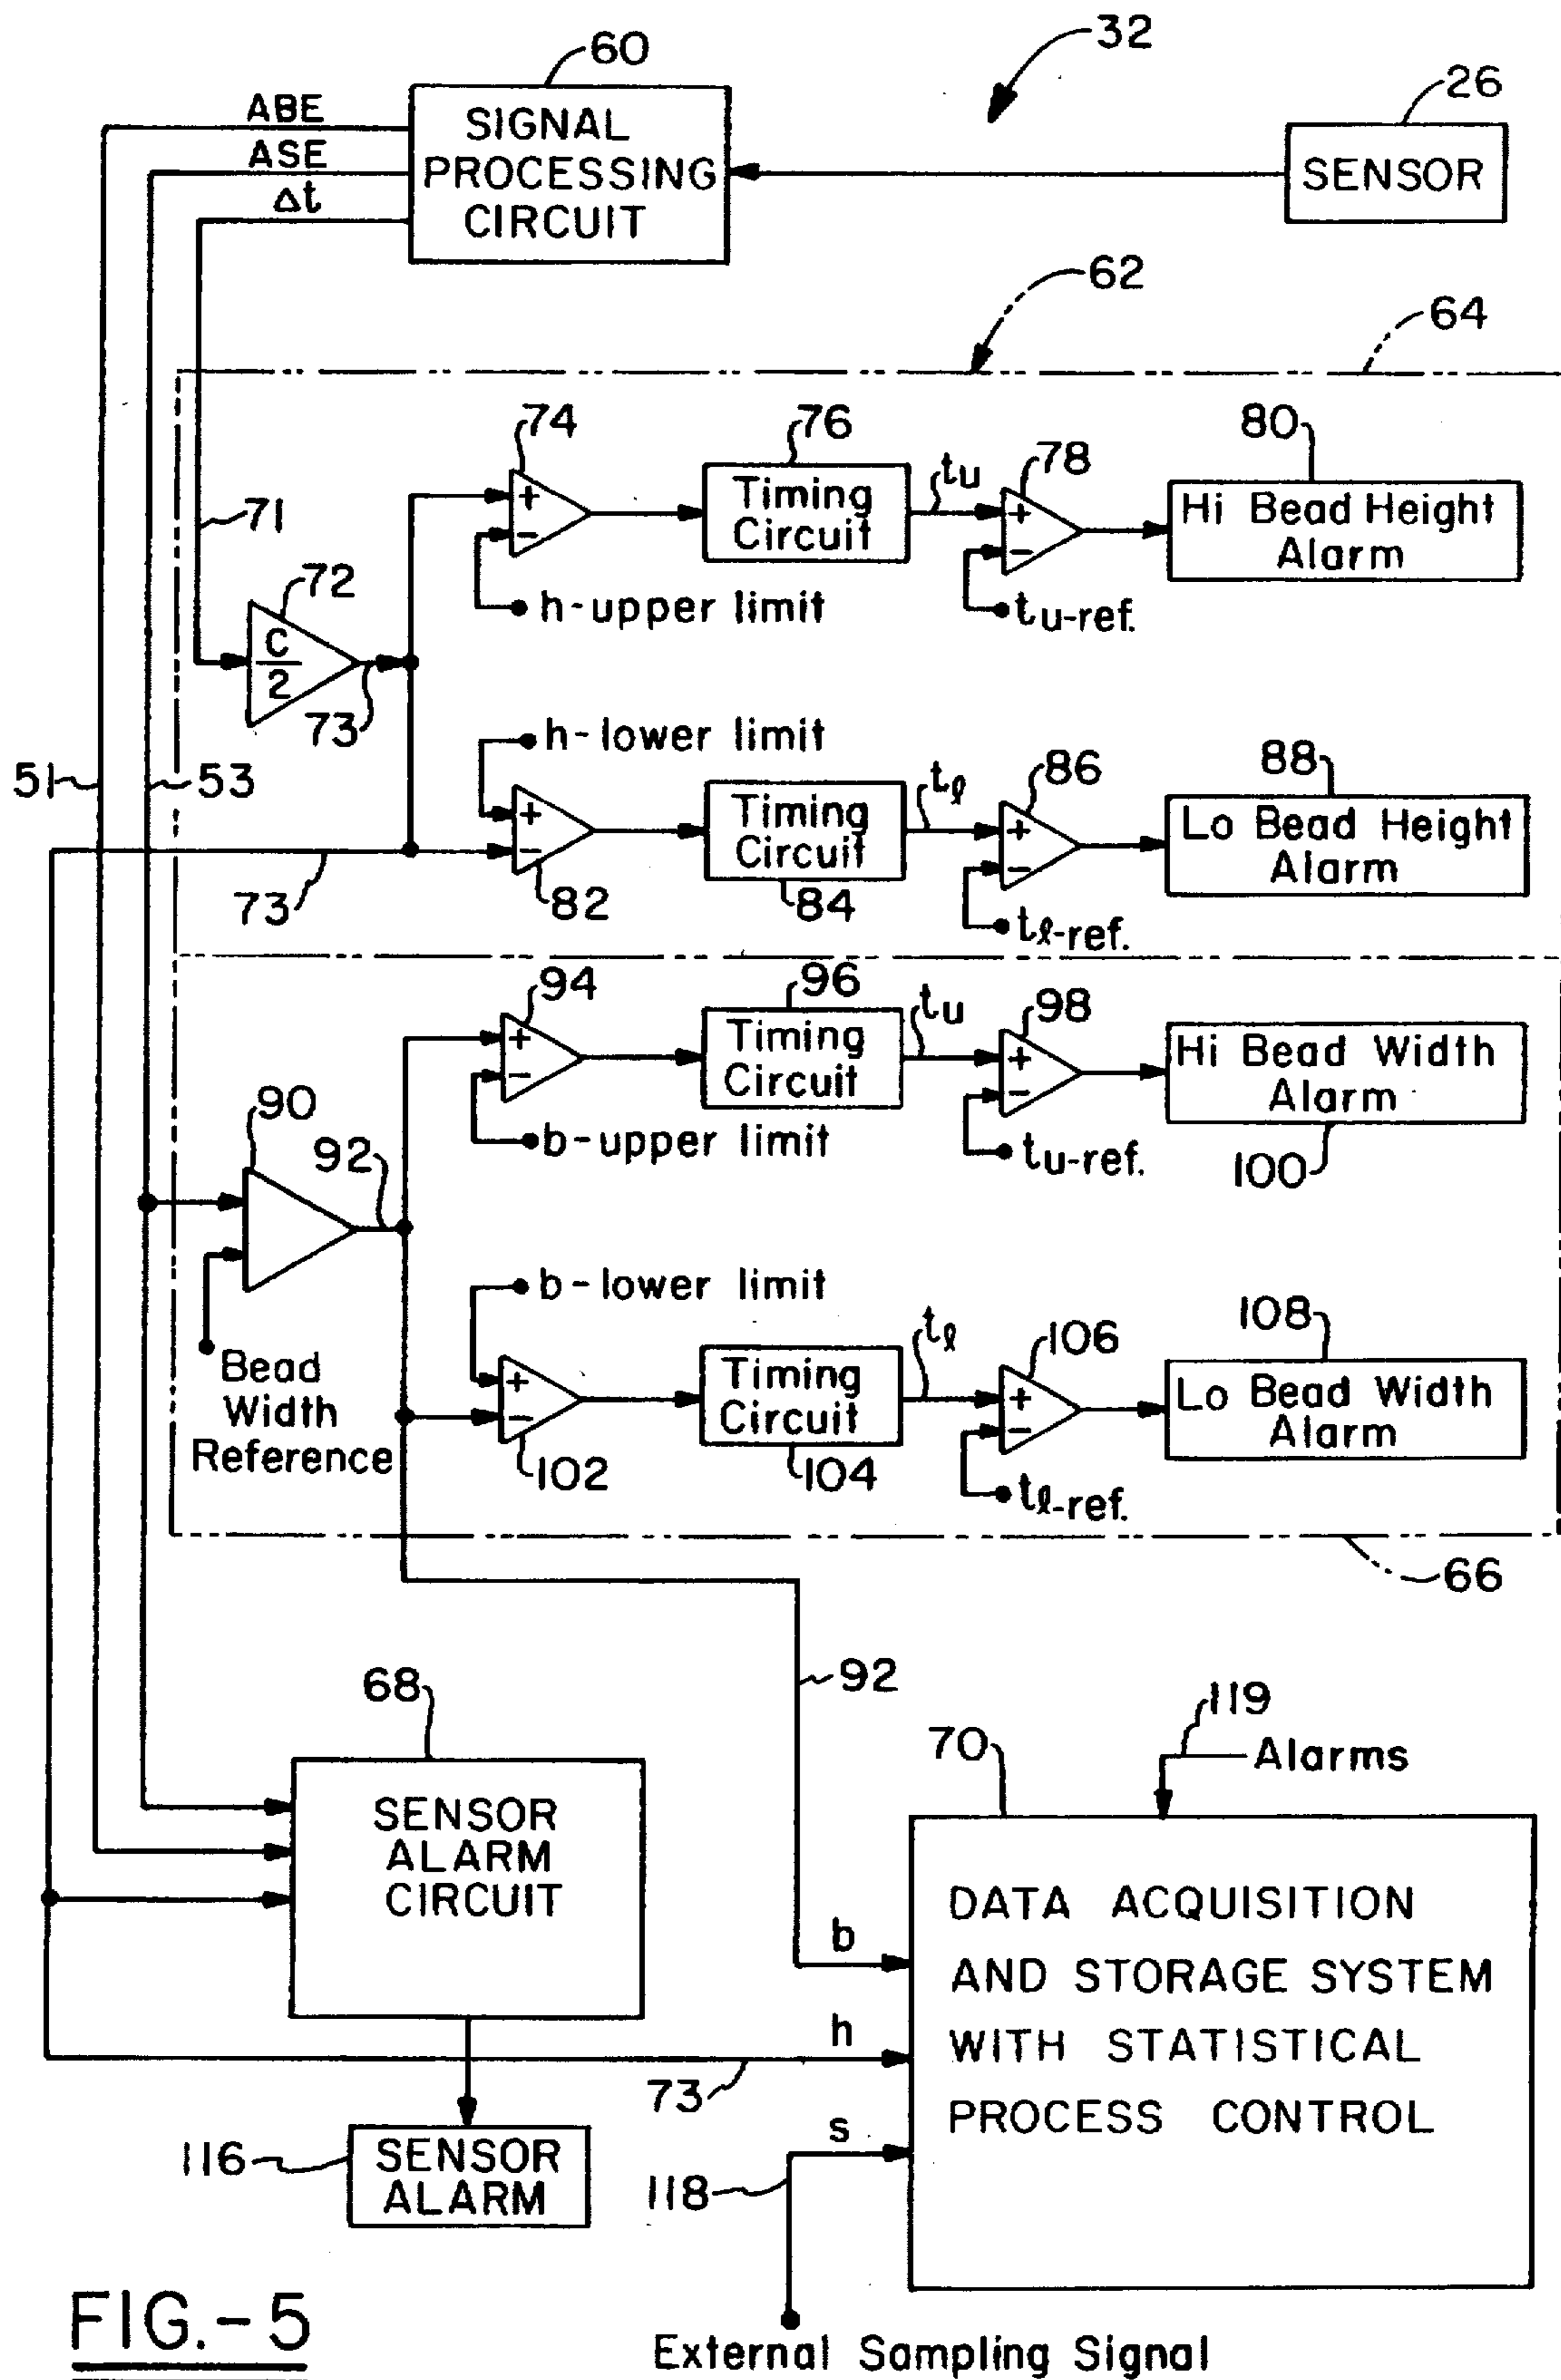 60
32
ABE
SIGNAL
PROCESSING
CIRCUIT
26
SENSOR
ASE
Δt
62
64
74
76
Timing
Circuit
tu
78
80
Hi Bead Height
Alarm
71
+
-
+
-
h-upper limit
tu-ref.
72
C
2
73
h-lower limit
51
53
+
-
82
Timing
Circuit
84
tℓ
86
+
-
88
Lo Bead Height
Alarm
73
tℓ-ref.
94
96
Timing
Circuit
tu
98
+
-
+
-
Hi Bead Width
Alarm
100
90
92
b-upper limit
tu-ref.
b-lower limit
Bead
Width
Reference
+
-
102
Timing
Circuit
104
tℓ
106
+
-
108
Lo Bead Width
Alarm
tℓ-ref.
66
92
68
SENSOR
ALARM
CIRCUIT
70
119
Alarms
b
h
73
s
DATA ACQUISITION
AND STORAGE SYSTEM
WITH STATISTICAL
PROCESS CONTROL
116
SENSOR
ALARM
118
FIG.-5
External Sampling Signal